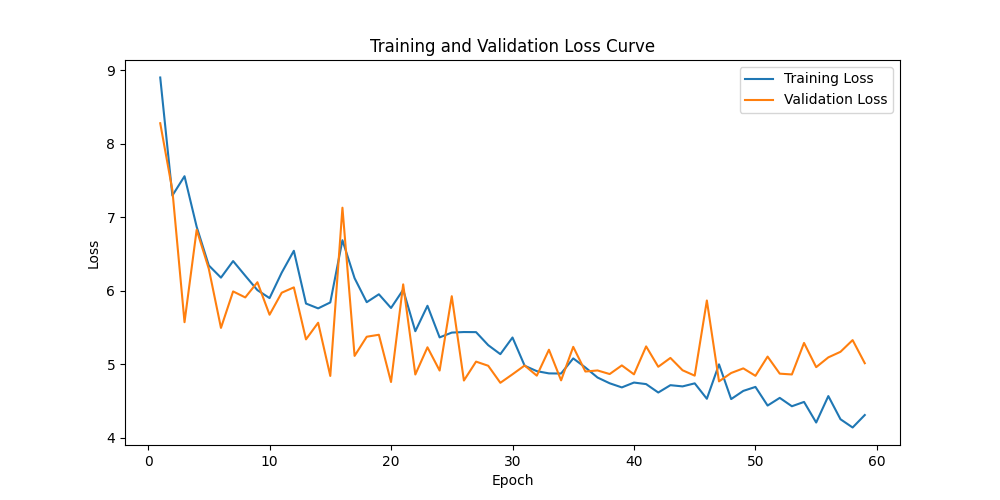 Training and Validation Loss Curve
Training Loss
Validation Loss
9
8
7
6
5
4
Loss
0 10 20 30 40 50 60
Epoch